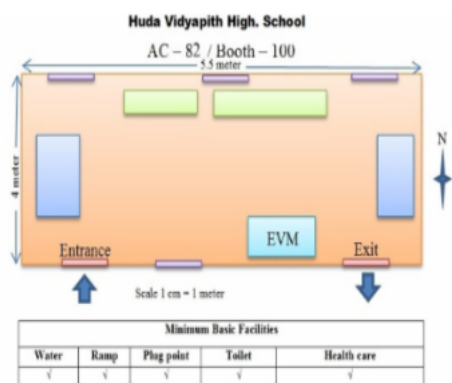 Huda Vidyapith High. School
AC – 82 / Booth – 100
5.5 meter
4 meter
N
Entrance
EVM
Exit
Scale 1 cm = 1 meter
Minimum Basic Facilities
Water Ramp Plug point Toilet Health care
√ √ √ √ √